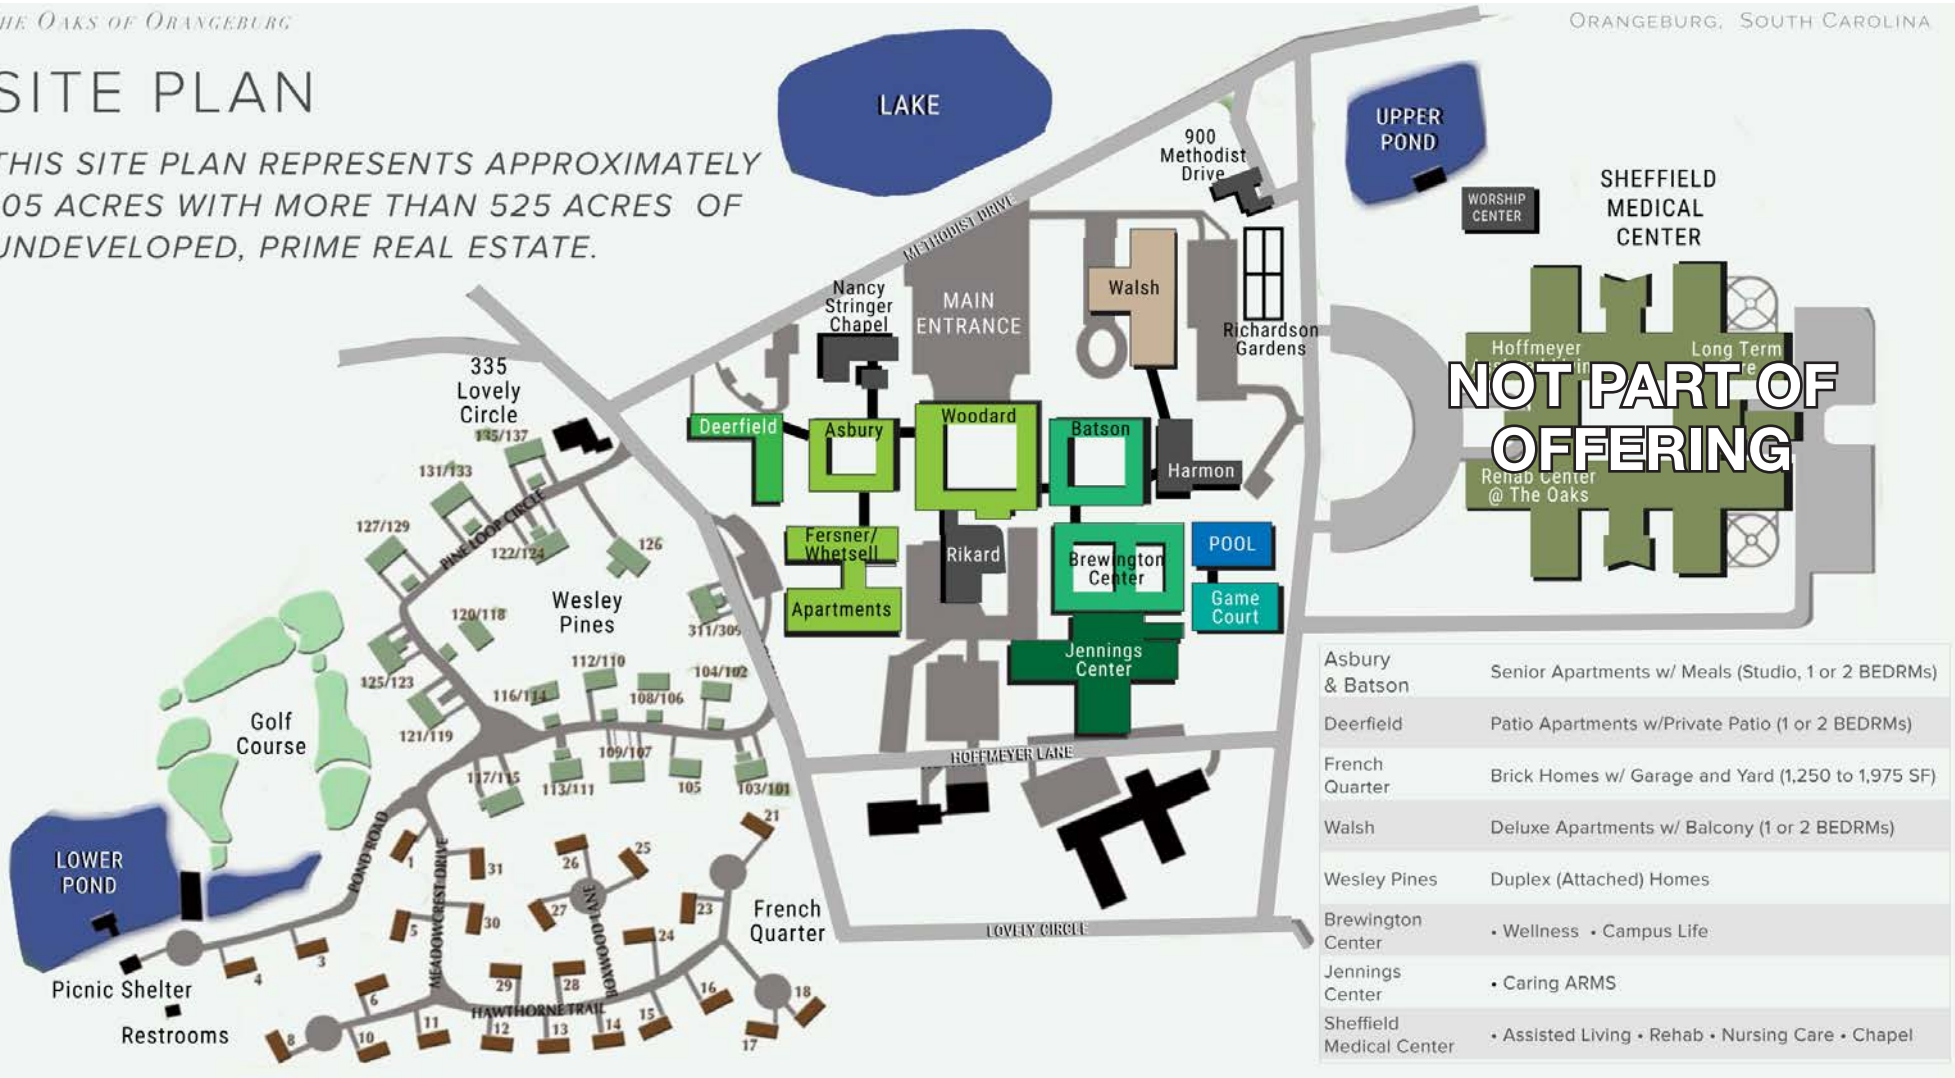 HE OAKS OF ORANGEBURG
ORANGEBURG, SOUTH CAROLINA
SITE PLAN
THIS SITE PLAN REPRESENTS APPROXIMATELY
05 ACRES WITH MORE THAN 525 ACRES OF
UNDEVELOPED, PRIME REAL ESTATE.
LAKE
UPPER
POND
900
Methodist
Drive
WORSHIP
CENTER
SHEFFIELD
MEDICAL
CENTER
METHODIST DRIVE
Nancy
Stringer
Chapel
MAIN
ENTRANCE
Walsh
Richardson
Gardens
Hoffmeyer
Long Term
NOT PART OF
OFFERING
Rehab Center
@ The Oaks
335
Lovely
Circle
Deerfield
Asbury
Woodard
Batson
Harmon
Fersner/
Whetsell
Apartments
Rikard
Brewington
Center
POOL
Game
Court
Jennings
Center
135/137
131/133
127/129
PINE LOOP CIRCLE
122/124
126
Wesley
Pines
120/118
311/309
125/123
112/110
104/102
116/114
108/106
121/119
109/107
117/115
113/111
105
103/101
Golf
Course
HOFFMEYER LANE
LOVELY CIRCLE
LOWER
POND
POND ROAD
MEADOWCREST DRIVE
BOXWOOD LANE
HAWTHORNE TRAIL
French
Quarter
21
1
31
26
25
5
30
27
23
24
3
4
6
29
28
16
18
8
10
11
12
13
14
15
17
Picnic Shelter
Restrooms
Asbury
& Batson
Senior Apartments w/ Meals (Studio, 1 or 2 BEDRMs)
Deerfield
Patio Apartments w/Private Patio (1 or 2 BEDRMs)
French
Quarter
Brick Homes w/ Garage and Yard (1,250 to 1,975 SF)
Walsh
Deluxe Apartments w/ Balcony (1 or 2 BEDRMs)
Wesley Pines
Duplex (Attached) Homes
Brewington
Center
• Wellness • Campus Life
Jennings
Center
• Caring ARMS
Sheffield
Medical Center
• Assisted Living • Rehab • Nursing Care • Chapel